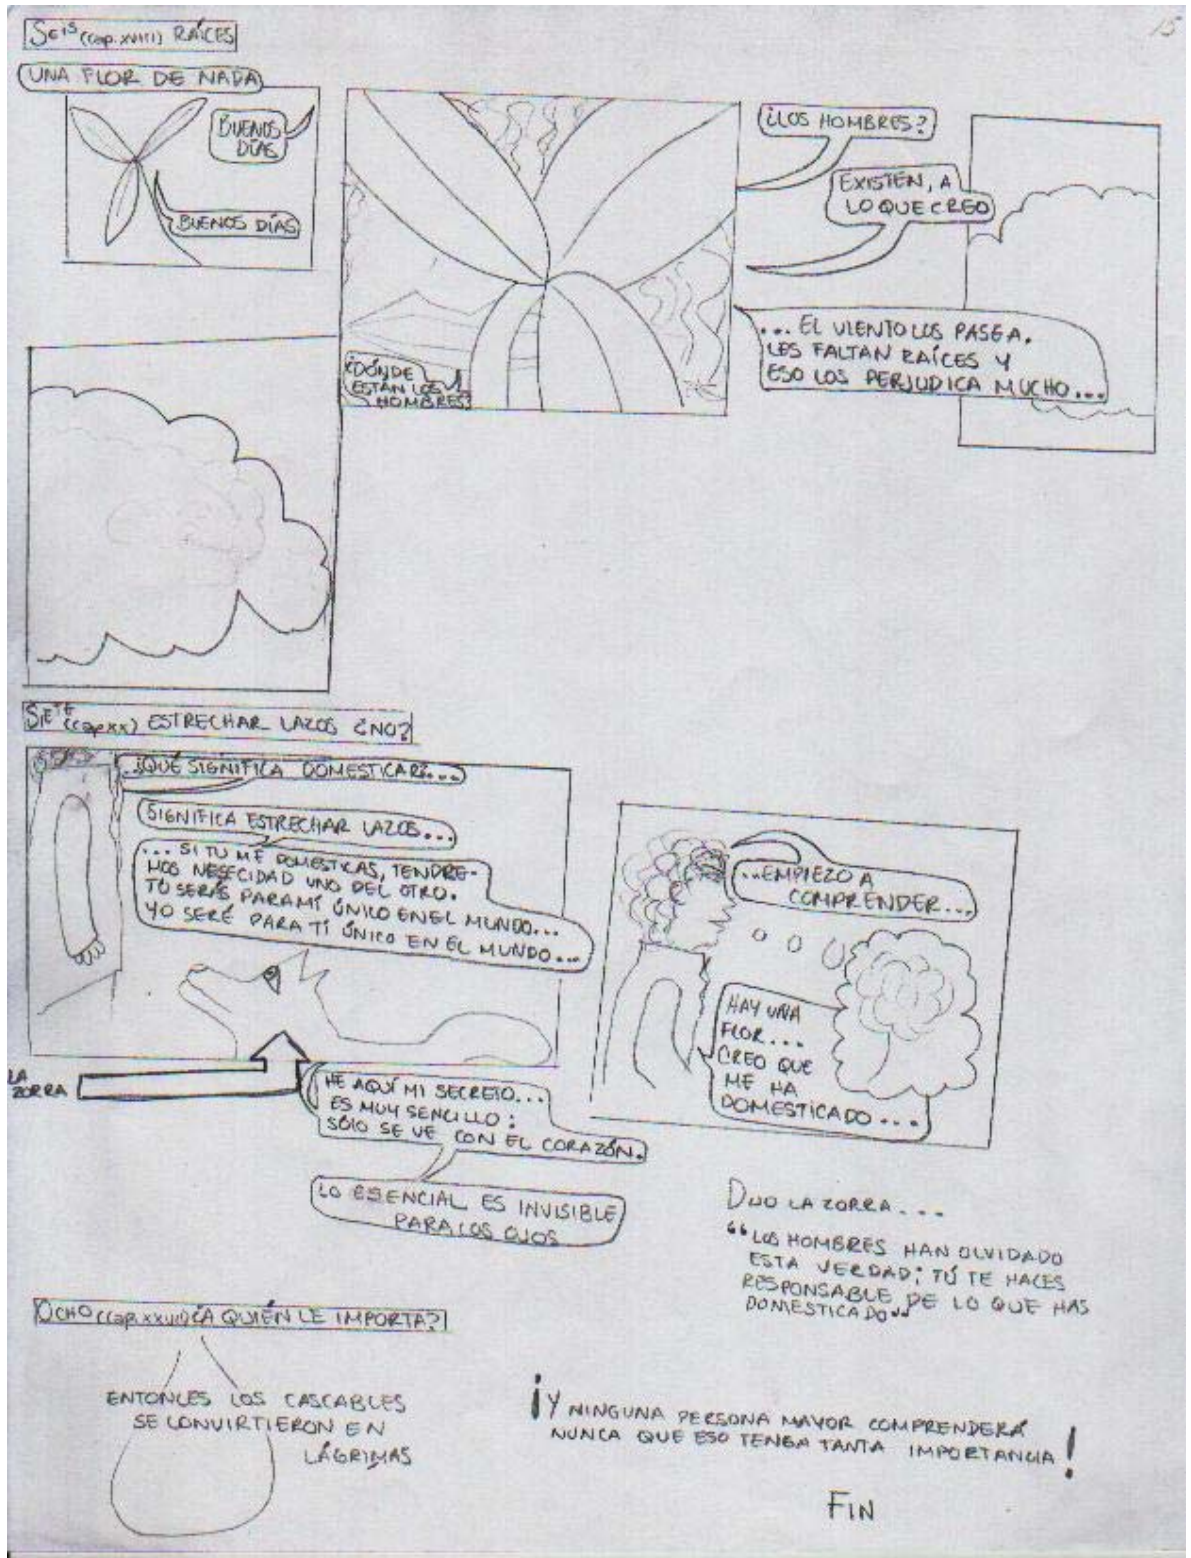 15
SEIS (Cap. XVIII) RAÍCES
UNA FLOR DE NADA
BUENOS
DÍAS
BUENOS DÍAS
¿DÓNDE
ESTÁN LOS
HOMBRES?
¿LOS HOMBRES?
EXISTEN, A
LO QUE CREO
... EL VIENTO LOS PASEA.
LES FALTAN RAÍCES Y
ESO LOS PERJUDICA MUCHO...
SIETE (Cap XX) ESTRECHAR LAZOS ¿NO?
...¿QUÉ SIGNIFICA DOMESTICAR?...
SIGNIFICA ESTRECHAR LAZOS...
... SI TU ME DOMESTICAS, TENDRE-
MOS NESECIDAD UNO DEL OTRO.
TÚ SERÁS PARA MÍ ÚNICO EN EL MUNDO...
YO SERÉ PARA TÍ ÚNICO EN EL MUNDO...
LA
ZORRA
...EMPIEZO A
COMPRENDER...
HAY UNA
FLOR...
CREO QUE
ME HA
DOMESTICADO...
HE AQUÍ MI SECRETO...
ES MUY SENCILLO:
SÓLO SE VE CON EL CORAZÓN.
LO ESENCIAL ES INVISIBLE
PARA LOS OJOS
DIJO LA ZORRA...
"LOS HOMBRES HAN OLVIDADO
ESTA VERDAD; TÚ TE HACES
RESPONSABLE DE LO QUE HAS
DOMESTICADO"
OCHO ¿A QUIÉN LE IMPORTA?
ENTONCES LOS CASCABLES
SE CONVIRTIERON EN
LÁGRIMAS
¡Y NINGUNA PERSONA MAYOR COMPRENDERÁ
NUNCA QUE ESO TENGA TANTA IMPORTANCIA!
FIN